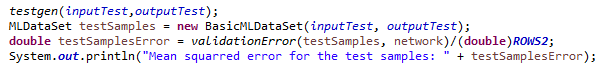 testgen(inputTest,outputTest);
MLDataSet testSamples = new BasicMLDataSet(inputTest, outputTest);
double testSamplesError = validationError(testSamples, network)/(double)ROWS2;
System.out.println("Mean squarred error for the test samples: " + testSamplesError);